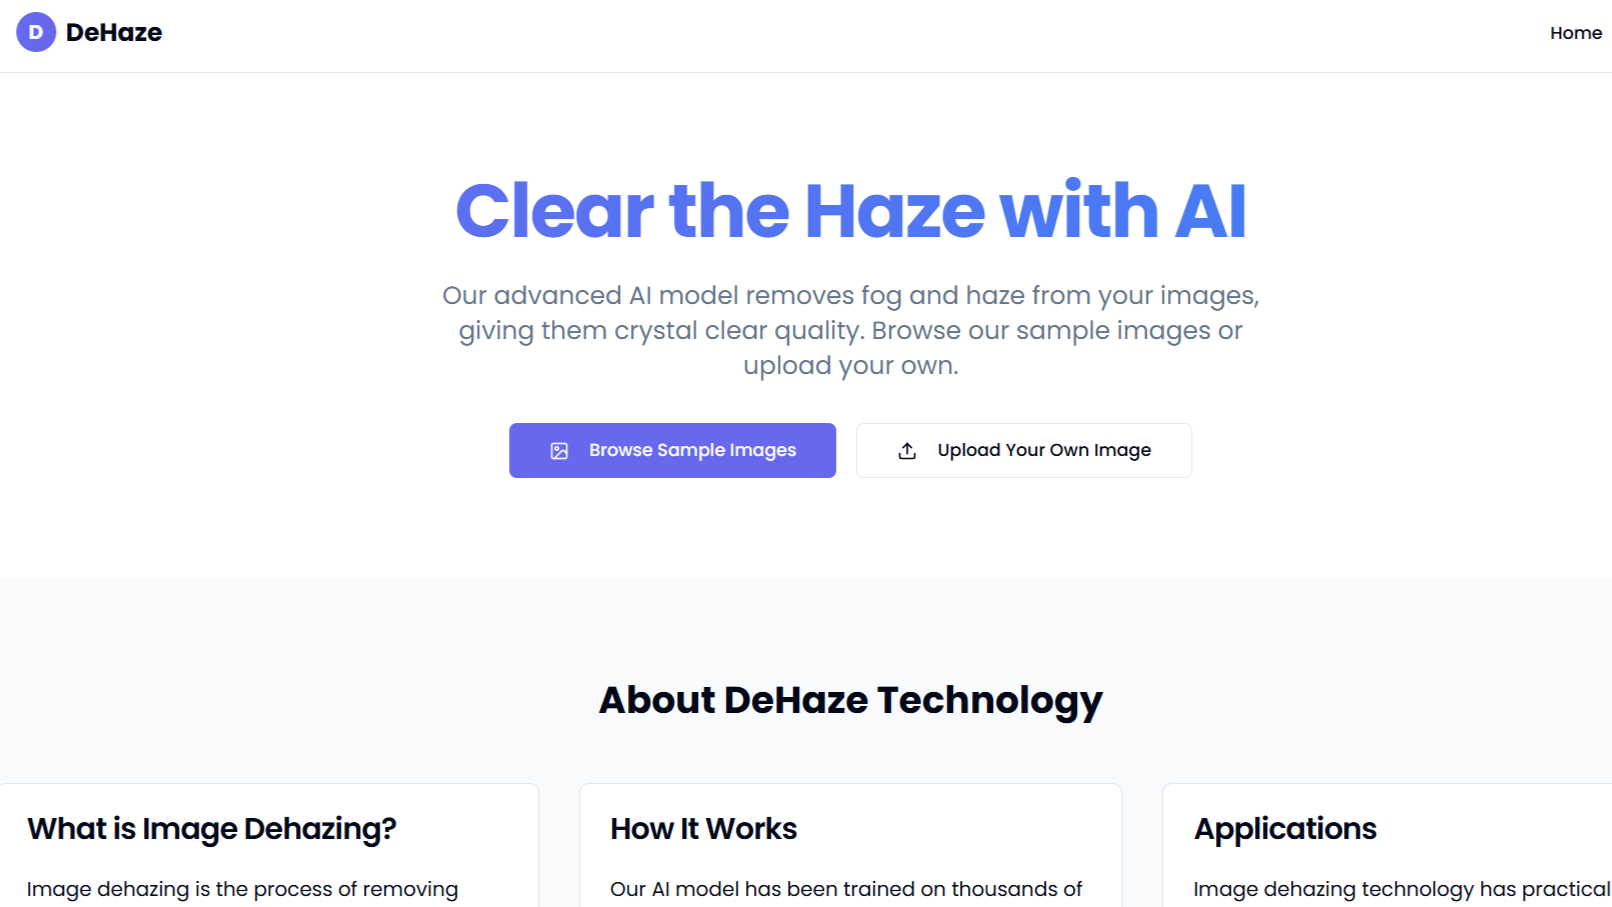 D DeHaze
Home
Clear the Haze with AI
Our advanced AI model removes fog and haze from your images,
giving them crystal clear quality. Browse our sample images or
upload your own.
Browse Sample Images
Upload Your Own Image
About DeHaze Technology
What is Image Dehazing?
Image dehazing is the process of removing
How It Works
Our AI model has been trained on thousands of
Applications
Image dehazing technology has practical